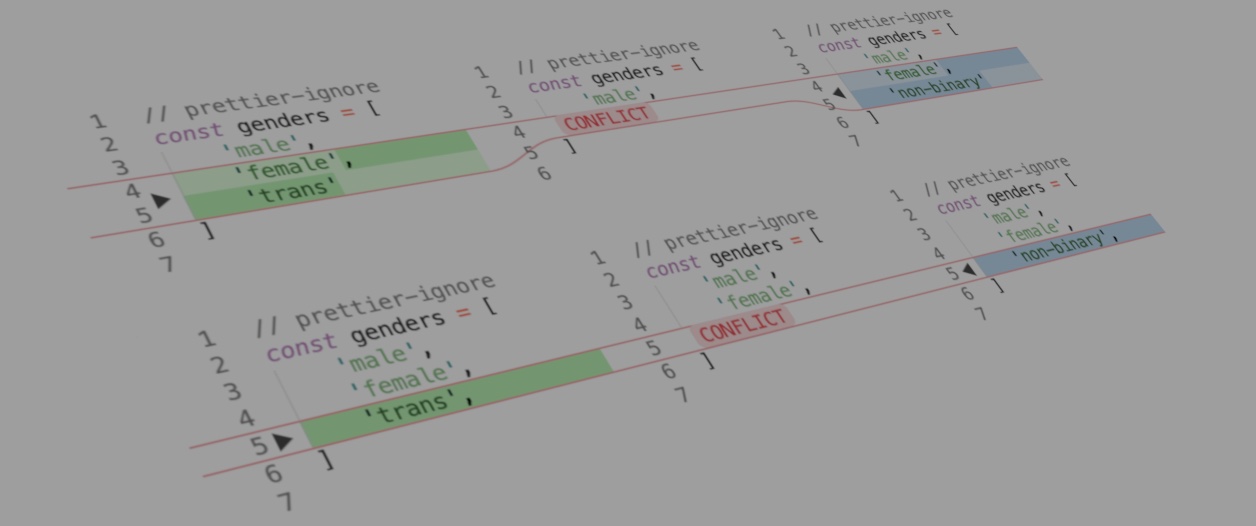 1 // prettier-ignore
2 const genders = [
3 'male',
4 'female',
5 'trans'
6 ]
7
1 // prettier-ignore
2 const genders = [
3 'male',
4 CONFLICT
5 ]
6
1 // prettier-ignore
2 const genders = [
3 'male',
4 'female',
5 'non-binary'
6 ]
7
1 // prettier-ignore
2 const genders = [
3 'male',
4 'female',
5 'trans',
6 ]
7
1 // prettier-ignore
2 const genders = [
3 'male',
4 'female',
5 CONFLICT
6 ]
7
1 // prettier-ignore
2 const genders = [
3 'male',
4 'female',
5 'non-binary',
6 ]
7